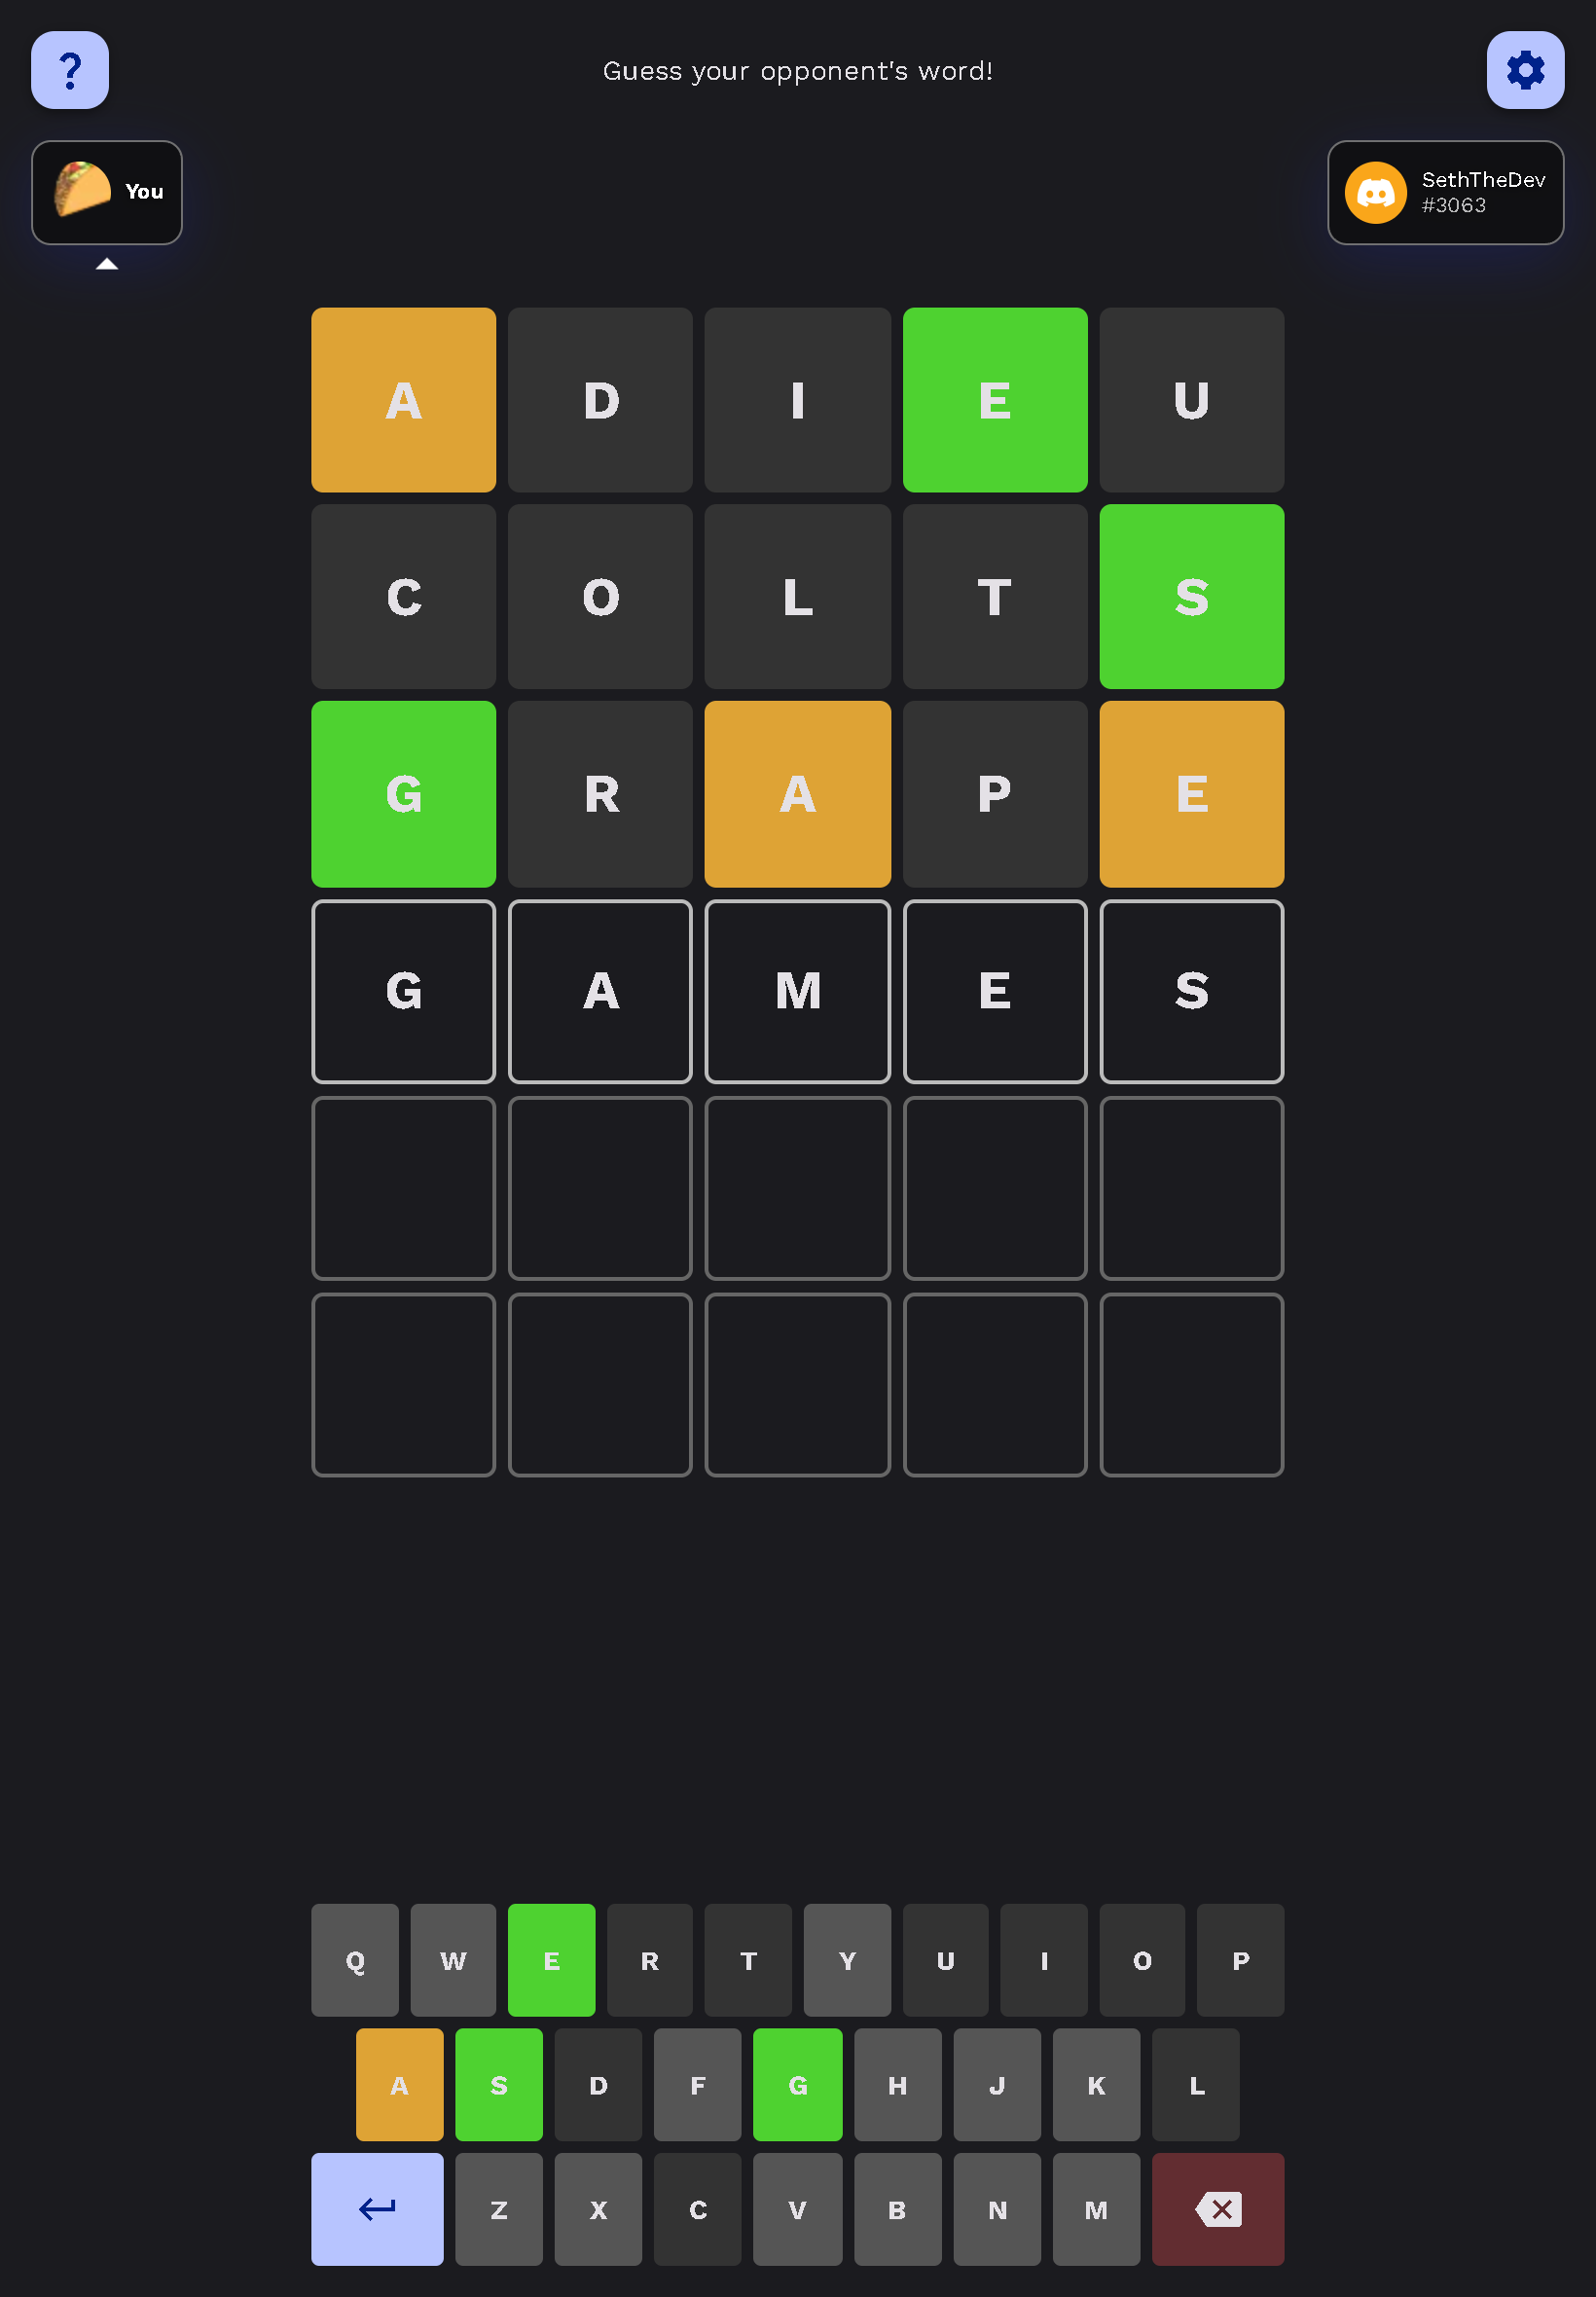 ?
Guess your opponent's word!
You
SethTheDev
#3063
A D I E U
C O L T S
G R A P E
G A M E S
Q W E R T Y U I O P
A S D F G H J K L
Z X C V B N M